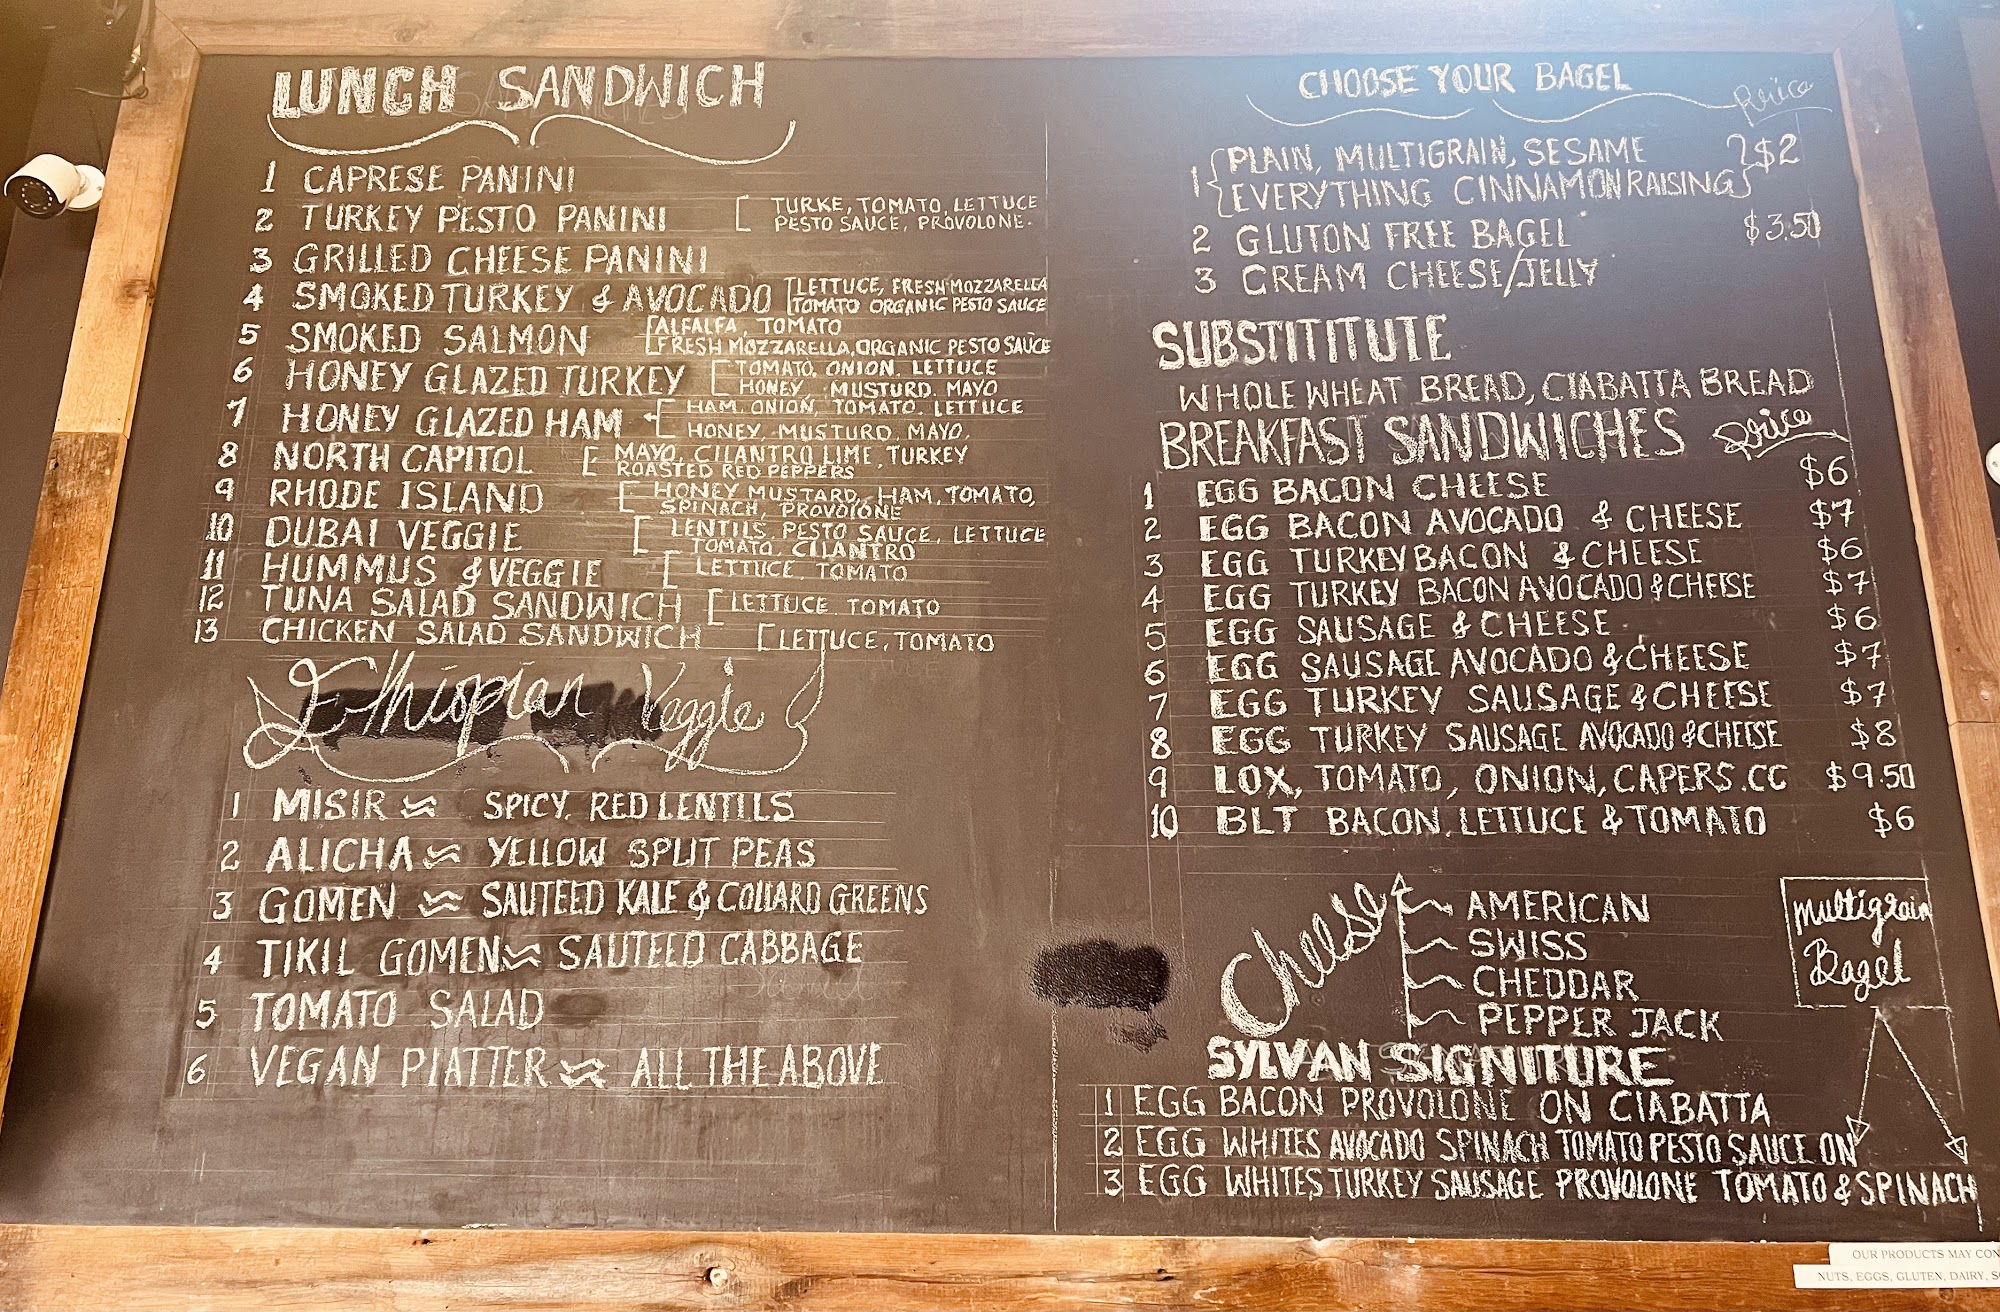 LUNCH SANDWICH
1 CAPRESE PANINI
2 TURKEY PESTO PANINI [ TURKE, TOMATO, LETTUCE
PESTO SAUCE, PROVOLONE.
3 GRILLED CHEESE PANINI
4 SMOKED TURKEY & AVOCADO [ LETTUCE, FRESH MOZZARELLA
TOMATO ORGANIC PESTO SAUCE
5 SMOKED SALMON [ ALFALFA, TOMATO
FRESH MOZZARELLA, ORGANIC PESTO SAUCE
6 HONEY GLAZED TURKEY [ TOMATO, ONION, LETTUCE
HONEY, MUSTURD, MAYO
7 HONEY GLAZED HAM [ HAM, ONION, TOMATO, LETTUCE
HONEY, MUSTURD, MAYO,
8 NORTH CAPITOL [ MAYO, CILANTRO LIME, TURKEY
ROASTED RED PEPPERS
9 RHODE ISLAND [ HONEY MUSTARD, HAM, TOMATO,
SPINACH, PROVOLONE
10 DUBAI VEGGIE [ LENTILS, PESTO SAUCE, LETTUCE
TOMATO, CILANTRO
11 HUMMUS & VEGGIE [ LETTUCE, TOMATO
12 TUNA SALAD SANDWICH [ LETTUCE, TOMATO
13 CHICKEN SALAD SANDWICH [ LETTUCE, TOMATO
Ethiopian Veggie
1 MISIR ≈ SPICY, RED LENTILS
2 ALICHA ≈ YELLOW SPLIT PEAS
3 GOMEN ≈ SAUTEED KALE & COLLARD GREENS
4 TIKIL GOMEN ≈ SAUTEED CABBAGE
5 TOMATO SALAD
6 VEGAN PLATTER ≈ ALL THE ABOVE
CHOOSE YOUR BAGEL Price
1 { PLAIN, MULTIGRAIN, SESAME } $2
EVERYTHING CINNAMON RAISING
2 GLUTON FREE BAGEL $3.50
3 CREAM CHEESE/JELLY
SUBSTITITUTE
WHOLE WHEAT BREAD, CIABATTA BREAD
BREAKFAST SANDWICHES Price
1 EGG BACON CHEESE $6
2 EGG BACON AVOCADO & CHEESE $7
3 EGG TURKEY BACON & CHEESE $6
4 EGG TURKEY BACON AVOCADO & CHEESE $7
5 EGG SAUSAGE & CHEESE $6
6 EGG SAUSAGE AVOCADO & CHEESE $7
7 EGG TURKEY SAUSAGE & CHEESE $7
8 EGG TURKEY SAUSAGE AVOCADO & CHEESE $8
9 LOX, TOMATO, ONION, CAPERS. CC $9.50
10 BLT BACON, LETTUCE & TOMATO $6
Cheese
AMERICAN
SWISS
CHEDDAR
PEPPER JACK
Multigrain
Bagel
SYLVAN SIGNITURE
1 EGG BACON PROVOLONE ON CIABATTA
2 EGG WHITES AVOCADO SPINACH TOMATO PESTO SAUCE ON
3 EGG WHITES TURKEY SAUSAGE PROVOLONE TOMATO & SPINACH
OUR PRODUCTS MAY CON
NUTS, EGGS, GLUTEN, DAIRY, S